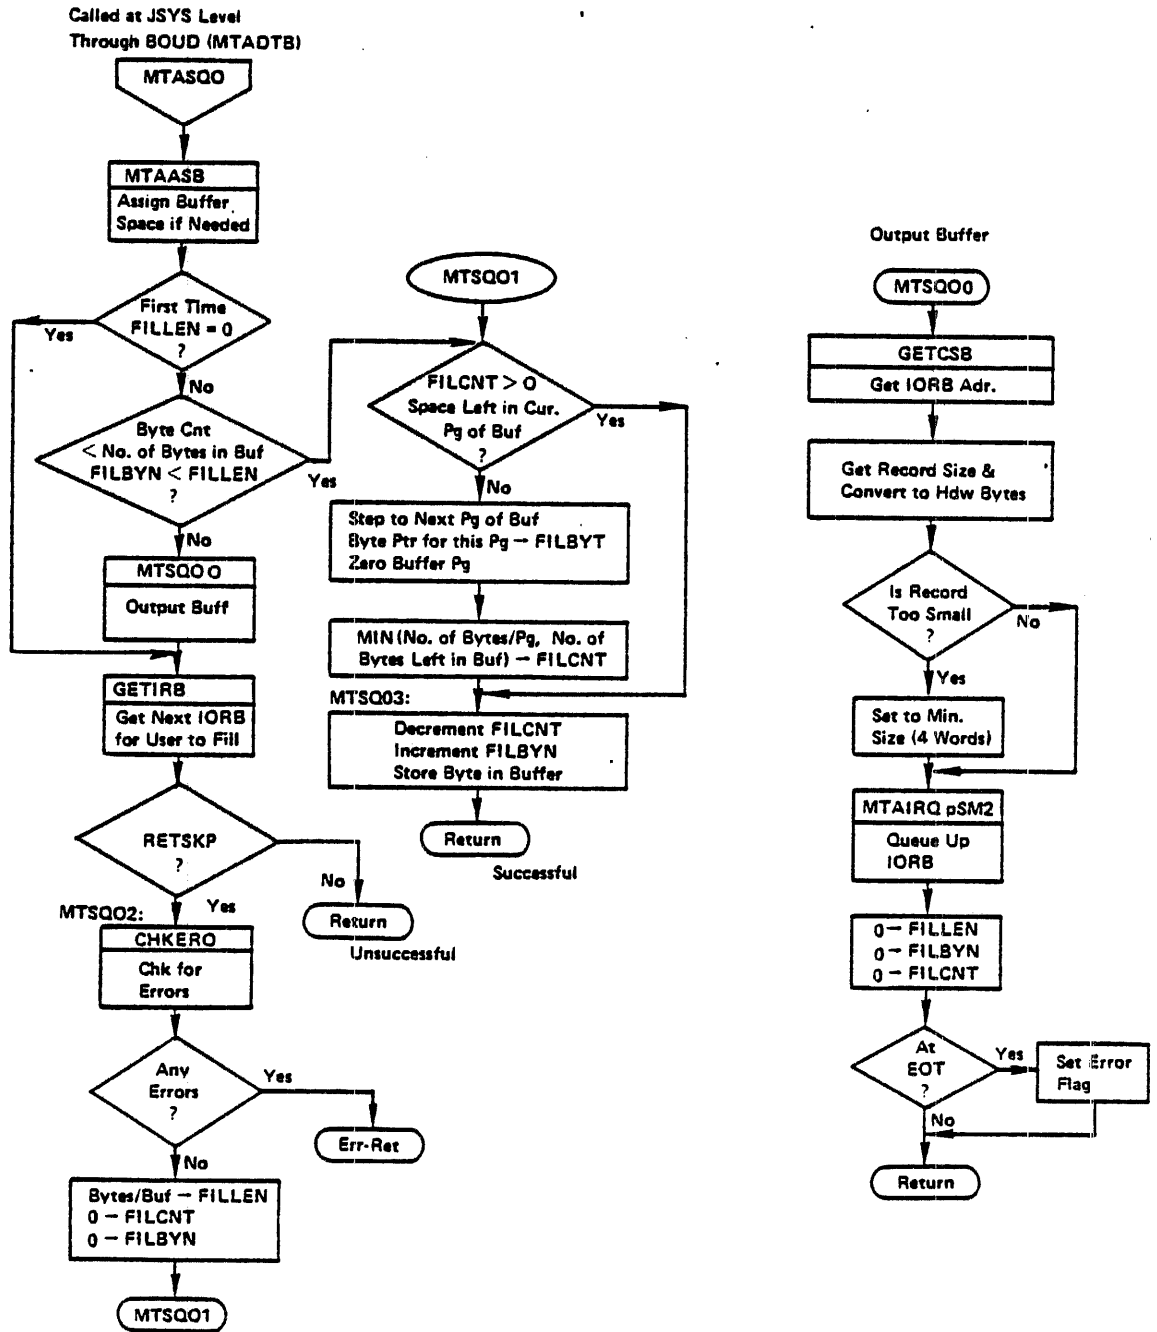 Called at JSYS Level
Through BOUD (MTADTB)
MTASQO
MTAASB
Assign Buffer
Space if Needed
First Time
FILLEN = 0
?
Yes
No
Byte Cnt
< No. of Bytes in Buf
FILBYN < FILLEN
?
Yes
No
MTSQO0
Output Buff
GETIRB
Get Next IORB
for User to Fill
RETSKP
?
No
Return
Unsuccessful
Yes
MTSQO2:
CHKERO
Chk for
Errors
Any
Errors
?
Yes
Err-Ret
No
Bytes/Buf – FILLEN
0 – FILCNT
0 – FILBYN
MTSQO1
MTSQO1
FILCNT > 0
Space Left in Cur.
Pg of Buf
?
Yes
No
Step to Next Pg of Buf
Byte Ptr for this Pg – FILBYT
Zero Buffer Pg
MIN (No. of Bytes/Pg, No. of
Bytes Left in Buf) – FILCNT
MTSQO3:
Decrement FILCNT
Increment FILBYN
Store Byte in Buffer
Return
Successful
Output Buffer
MTSQO0
GETCSB
Get IORB Adr.
Get Record Size &
Convert to Hdw Bytes
Is Record
Too Small
?
No
Yes
Set to Min.
Size (4 Words)
MTAIRQ pSM2
Queue Up
IORB
0 – FILLEN
0 – FILBYN
0 – FILCNT
At
EOT
?
Yes
Set Error
Flag
No
Return